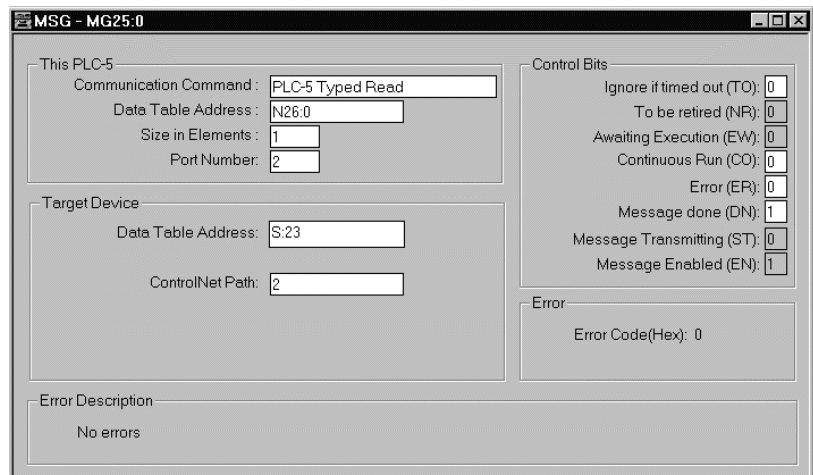 MSG - MG25:0
This PLC-5
Communication Command : PLC-5 Typed Read
Data Table Address : N26:0
Size in Elements : 1
Port Number: 2
Target Device
Data Table Address: S:23
ControlNet Path: 2
Control Bits
Ignore if timed out (TO): 0
To be retired (NR): 0
Awaiting Execution (EW): 0
Continuous Run (CO): 0
Error (ER): 0
Message done (DN): 1
Message Transmitting (ST): 0
Message Enabled (EN): 1
Error
Error Code(Hex): 0
Error Description
No errors